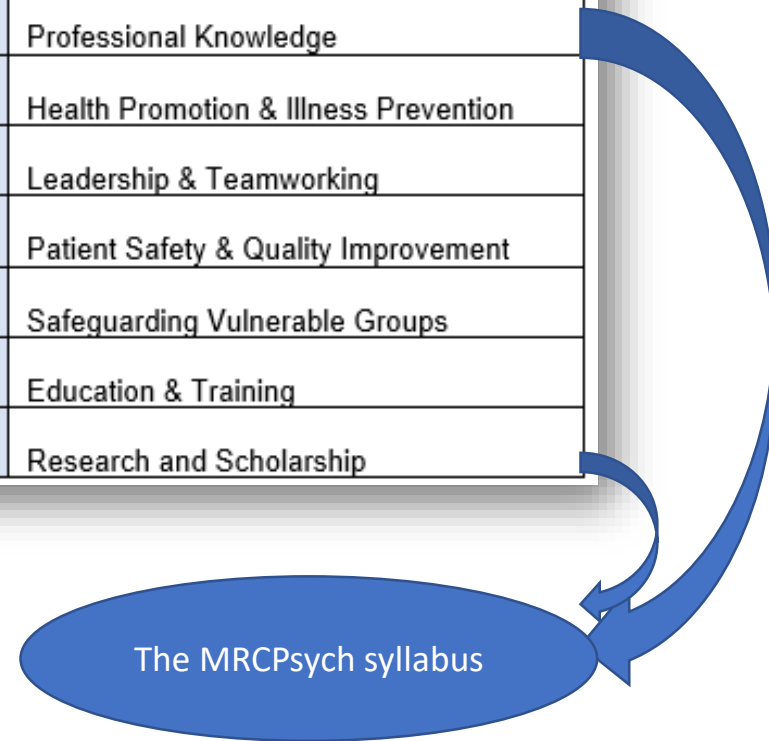 Professional Knowledge
Health Promotion & Illness Prevention
Leadership & Teamworking
Patient Safety & Quality Improvement
Safeguarding Vulnerable Groups
Education & Training
Research and Scholarship
The MRCPsych syllabus